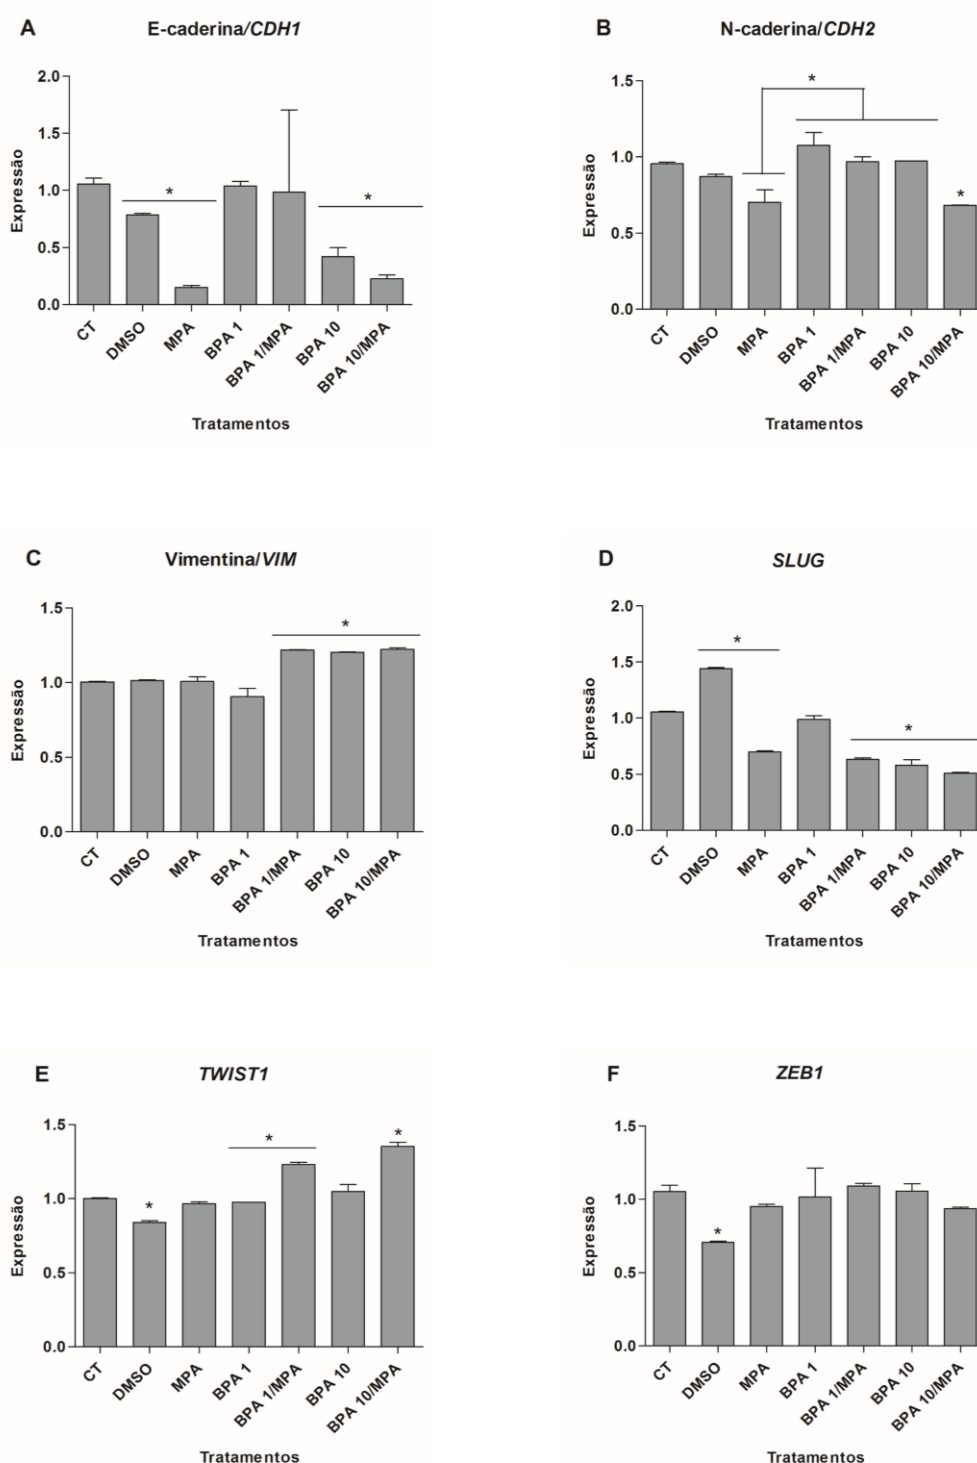 A
E-caderina/CDH1
Expressão
2.0
1.5
1.0
0.5
0.0
*
*
CT
DMSO
MPA
BPA 1
BPA 1/MPA
BPA 10
BPA 10/MPA
Tratamentos
B
N-caderina/CDH2
Expressão
1.5
1.0
0.5
0.0
*
*
CT
DMSO
MPA
BPA 1
BPA 1/MPA
BPA 10
BPA 10/MPA
Tratamentos
C
Vimentina/VIM
Expressão
1.5
1.0
0.5
0.0
*
CT
DMSO
MPA
BPA 1
BPA 1/MPA
BPA 10
BPA 10/MPA
Tratamentos
D
SLUG
Expressão
2.0
1.5
1.0
0.5
0.0
*
*
CT
DMSO
MPA
BPA 1
BPA 1/MPA
BPA 10
BPA 10/MPA
Tratamentos
E
TWIST1
Expressão
1.5
1.0
0.5
0.0
*
*
*
CT
DMSO
MPA
BPA 1
BPA 1/MPA
BPA 10
BPA 10/MPA
Tratamentos
F
ZEB1
Expressão
1.5
1.0
0.5
0.0
*
CT
DMSO
MPA
BPA 1
BPA 1/MPA
BPA 10
BPA 10/MPA
Tratamentos